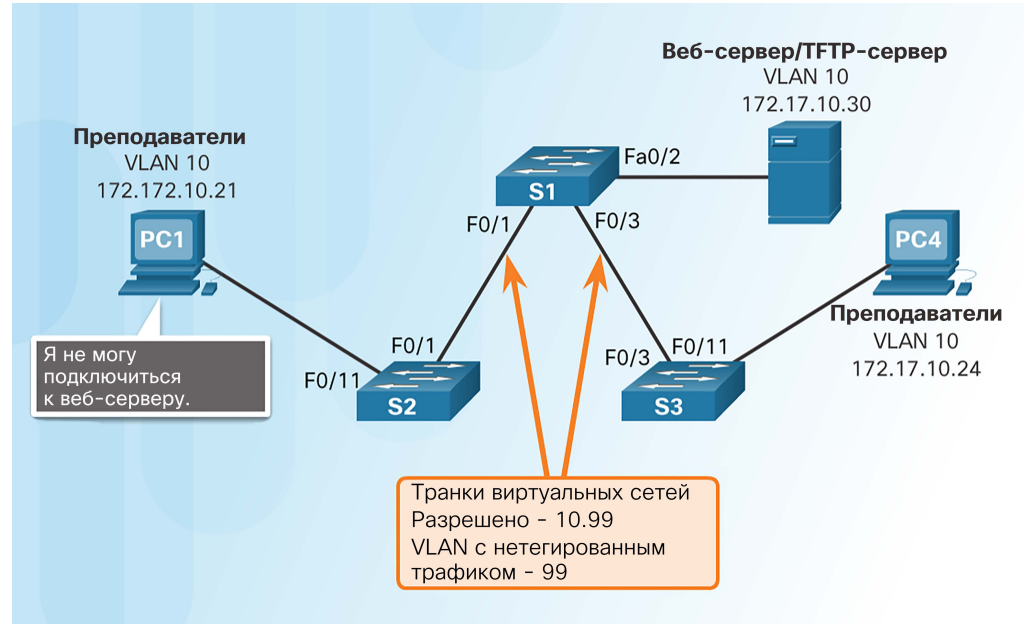 Веб-сервер/TFTP-сервер
VLAN 10
172.17.10.30
Преподаватели
VLAN 10
172.172.10.21
PC1
Fa0/2
S1
F0/1
F0/3
PC4
Преподаватели
VLAN 10
172.17.10.24
Я не могу
подключиться
к веб-серверу.
F0/1
F0/11
S2
F0/3
F0/11
S3
Транки виртуальных сетей
Разрешено - 10.99
VLAN с нетегированным
трафиком - 99